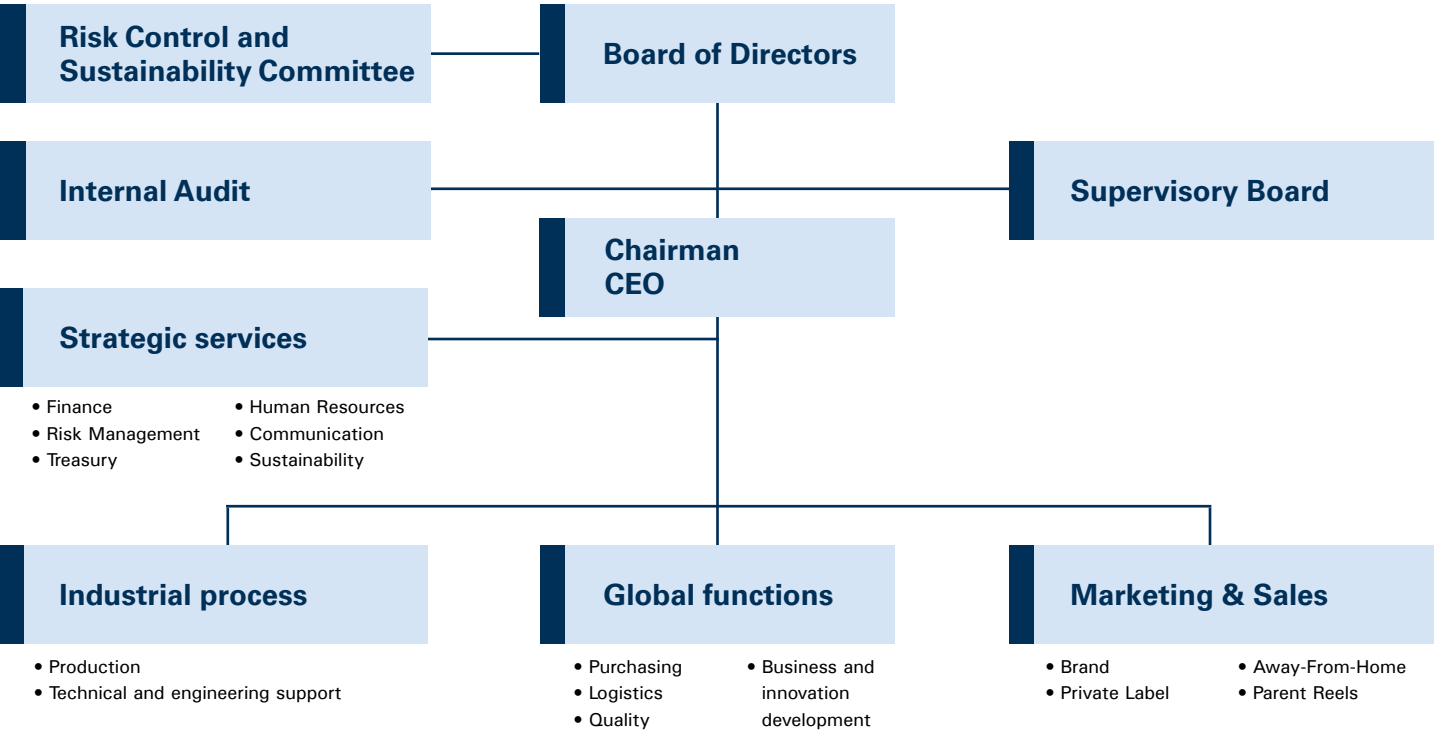 Risk Control and
Sustainability Committee
Board of Directors
Internal Audit
Supervisory Board
Chairman
CEO
Strategic services
• Finance
• Risk Management
• Treasury
• Human Resources
• Communication
• Sustainability
Industrial process
• Production
• Technical and engineering support
Global functions
• Purchasing
• Logistics
• Quality
• Business and
innovation
development
Marketing & Sales
• Brand
• Private Label
• Away-From-Home
• Parent Reels